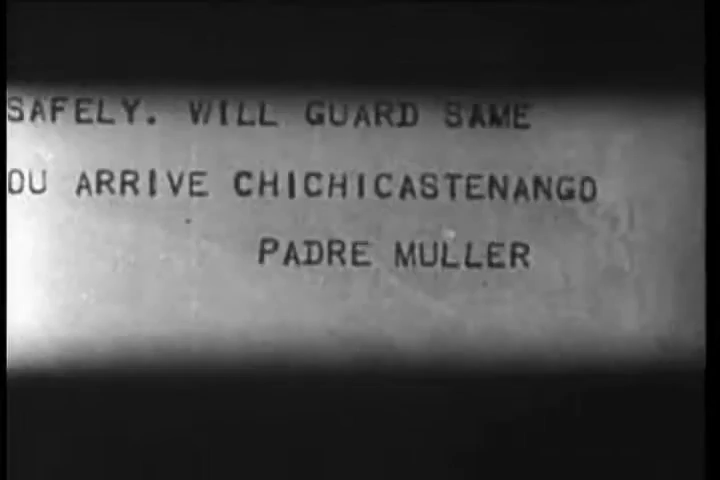 SAFELY. WILL GUARD SAME
OU ARRIVE CHICHICASTENANGO
PADRE MULLER